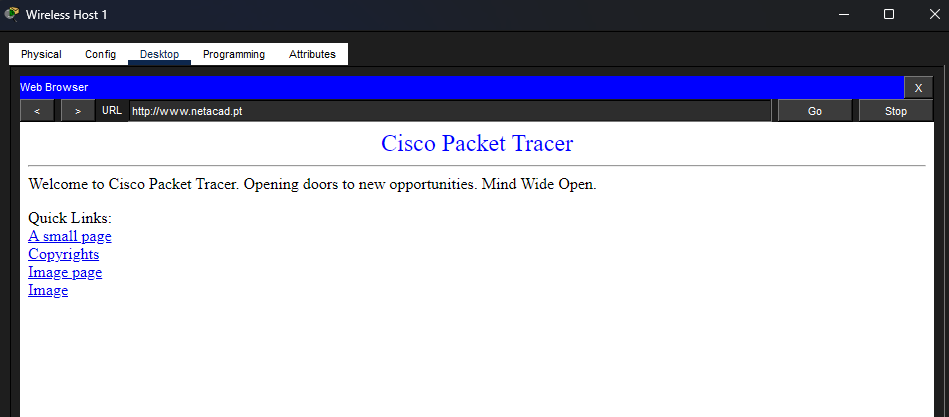 Wireless Host 1
Physical Config Desktop Programming Attributes
Web Browser X
< > URL http://www.netacad.pt Go Stop
Cisco Packet Tracer
Welcome to Cisco Packet Tracer. Opening doors to new opportunities. Mind Wide Open.
Quick Links:
A small page
Copyrights
Image page
Image